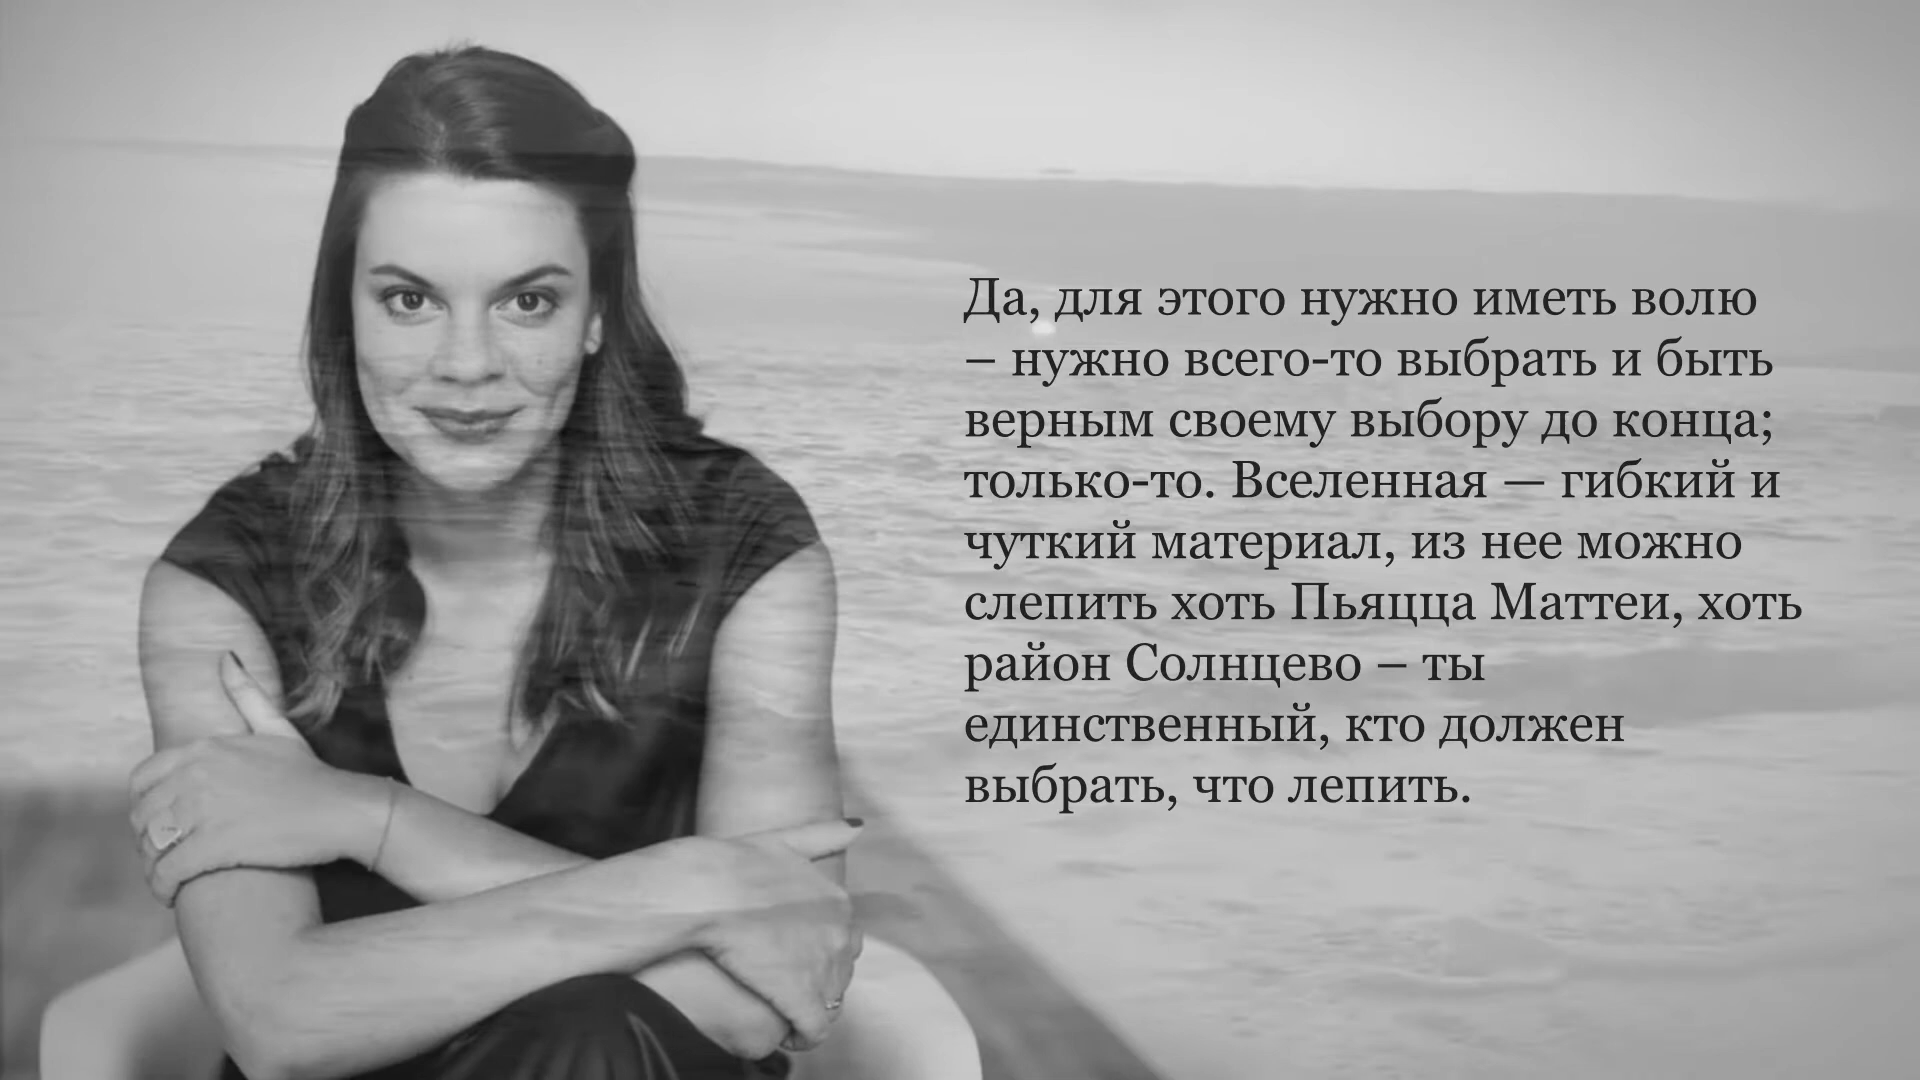 Да, для этого нужно иметь волю
– нужно всего-то выбрать и быть
верным своему выбору до конца;
только-то. Вселенная — гибкий и
чуткий материал, из нее можно
слепить хоть Пьяцца Маттеи, хоть
район Солнцево – ты
единственный, кто должен
выбрать, что лепить.